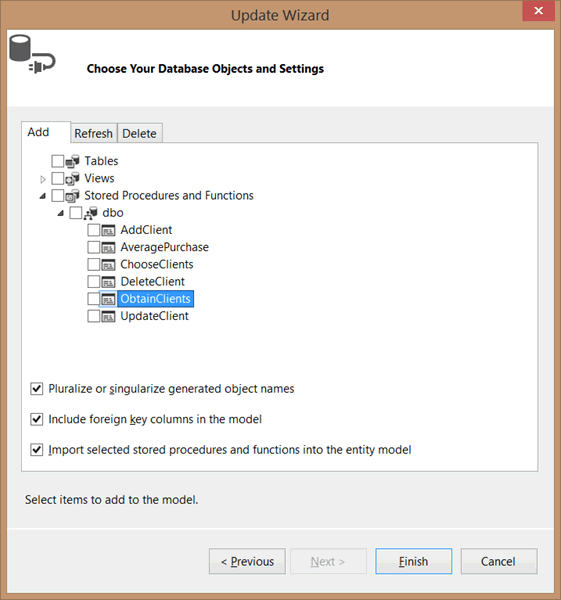 Update Wizard
Choose Your Database Objects and Settings
Add Refresh Delete
Tables
Views
Stored Procedures and Functions
dbo
AddClient
AveragePurchase
ChooseClients
DeleteClient
ObtainClients
UpdateClient
Pluralize or singularize generated object names
Include foreign key columns in the model
Import selected stored procedures and functions into the entity model
Select items to add to the model.
< Previous Next > Finish Cancel